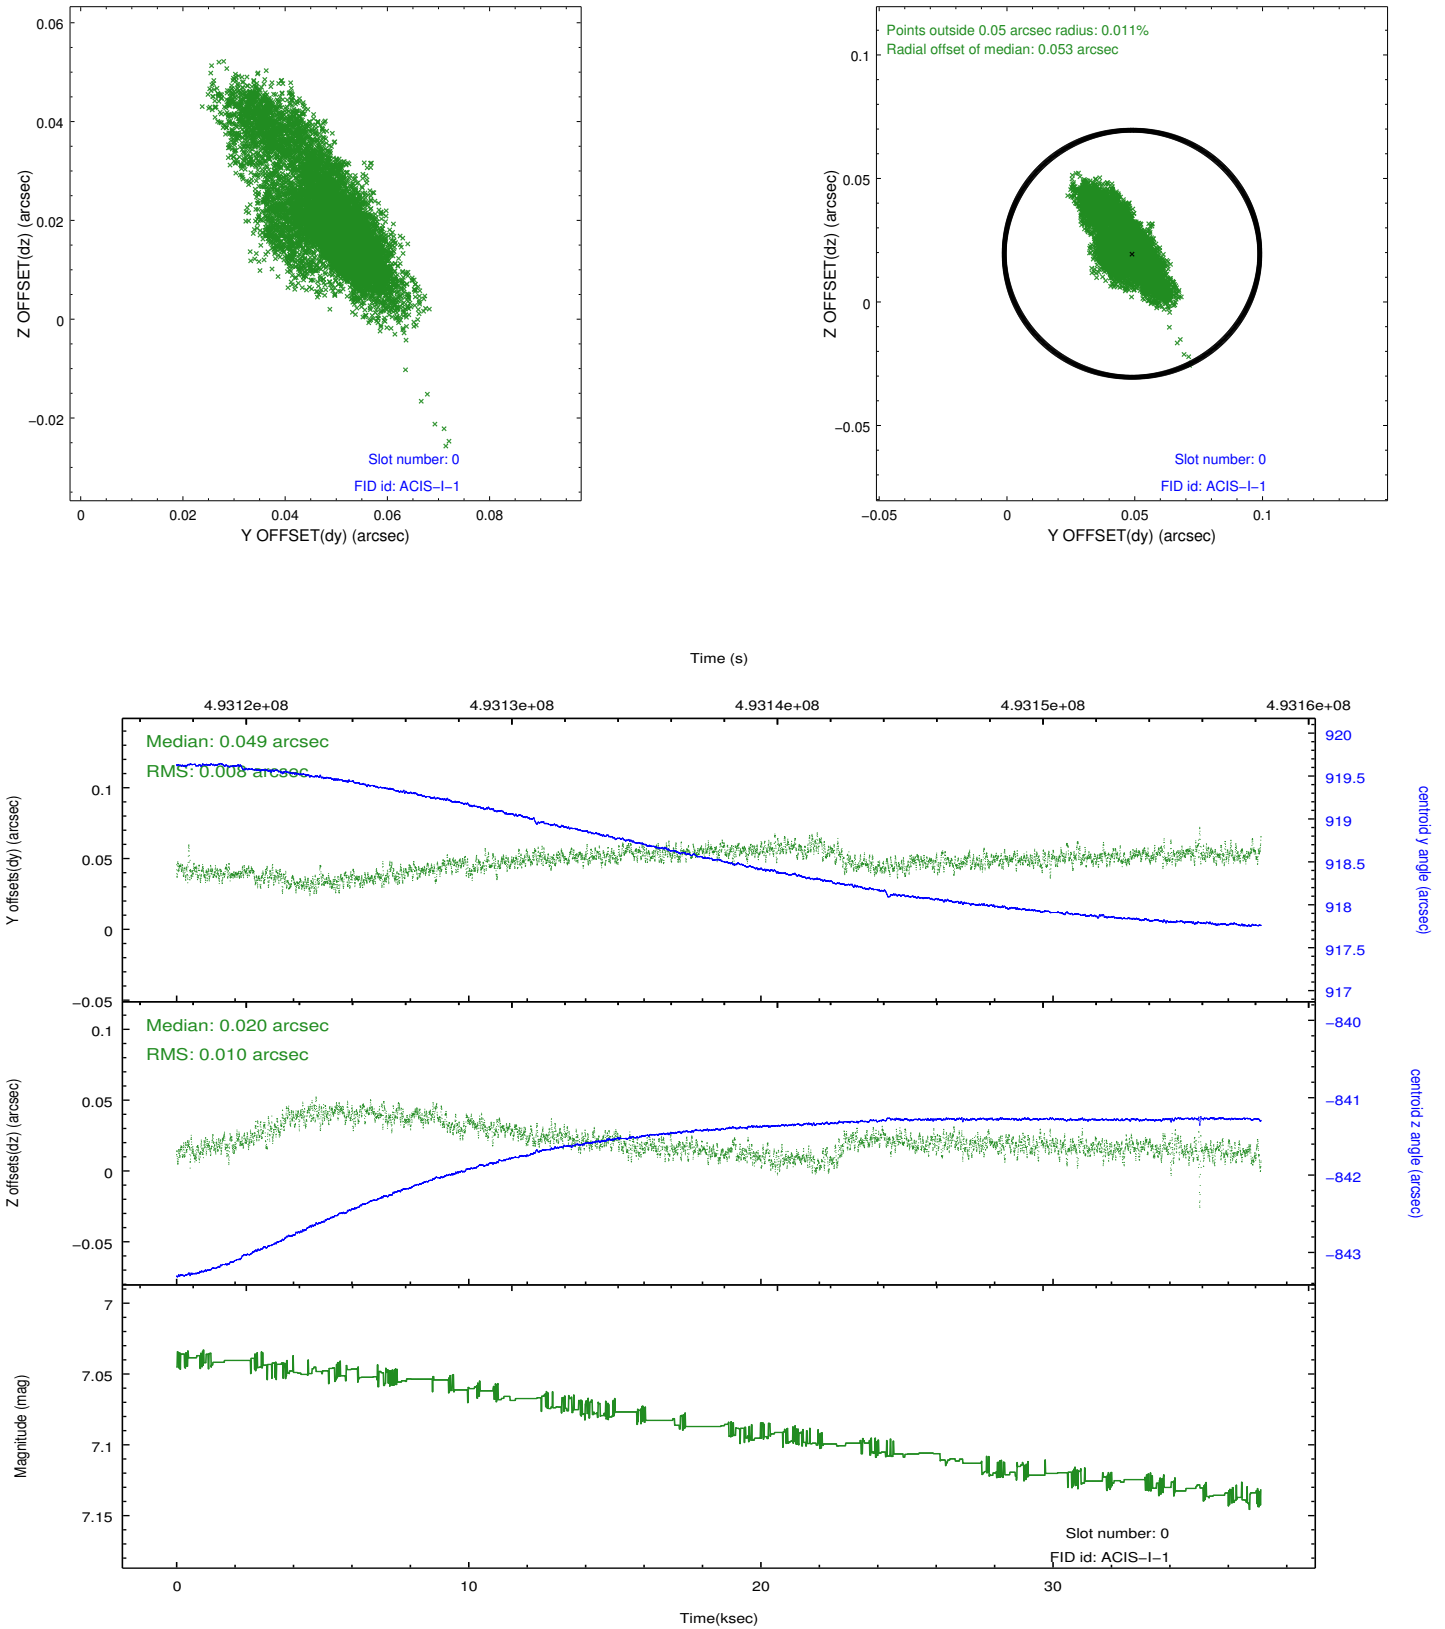 0.06
0.04
0.02
0
−0.02
Z OFFSET(dz) (arcsec)
Slot number: 0
FID id: ACIS−I−1
0
0.02
0.04
0.06
0.08
Y OFFSET(dy) (arcsec)
Points outside 0.05 arcsec radius: 0.011%
Radial offset of median: 0.053 arcsec
0.1
0.05
0
−0.05
Z OFFSET(dz) (arcsec)
Slot number: 0
FID id: ACIS−I−1
−0.05
0
0.05
0.1
Y OFFSET(dy) (arcsec)
Time (s)
4.9312e+08
4.9313e+08
4.9314e+08
4.9315e+08
4.9316e+08
Median: 0.049 arcsec
RMS: 0.008 arcsec
0.1
0.05
0
−0.05
Y offsets(dy) (arcsec)
920
919.5
919
918.5
918
917.5
917
centroid y angle (arcsec)
Median: 0.020 arcsec
RMS: 0.010 arcsec
0.1
0.05
0
−0.05
Z offsets(dz) (arcsec)
−840
−841
−842
−843
centroid z angle (arcsec)
7
7.05
7.1
7.15
Magnitude (mag)
Slot number: 0
FID id: ACIS−I−1
0
10
20
30
Time(ksec)